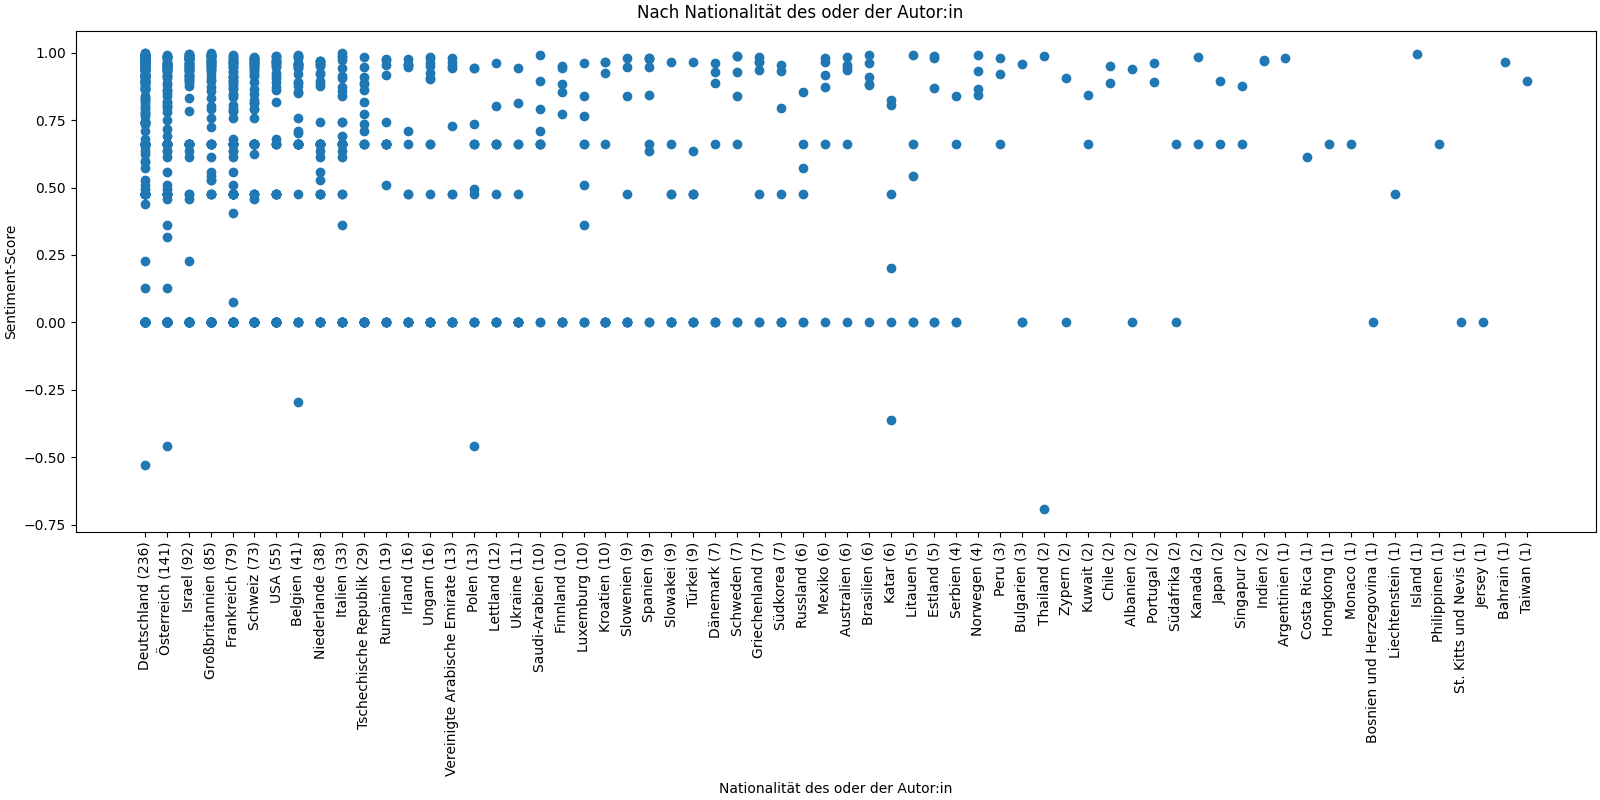 Nach Nationalität des oder der Autor:in
Sentiment-Score
1.00
0.75
0.50
0.25
0.00
−0.25
−0.50
−0.75
Deutschland (236)
Österreich (141)
Israel (92)
Großbritannien (85)
Frankreich (79)
Schweiz (73)
USA (55)
Belgien (41)
Niederlande (38)
Italien (33)
Tschechische Republik (29)
Rumänien (19)
Irland (16)
Ungarn (16)
Vereinigte Arabische Emirate (13)
Polen (13)
Lettland (12)
Ukraine (11)
Saudi-Arabien (10)
Finnland (10)
Luxemburg (10)
Kroatien (10)
Slowenien (9)
Spanien (9)
Slowakei (9)
Türkei (9)
Dänemark (7)
Schweden (7)
Griechenland (7)
Südkorea (7)
Russland (6)
Mexiko (6)
Australien (6)
Brasilien (6)
Katar (6)
Litauen (5)
Estland (5)
Serbien (4)
Norwegen (4)
Peru (3)
Bulgarien (3)
Thailand (2)
Zypern (2)
Kuwait (2)
Chile (2)
Albanien (2)
Portugal (2)
Südafrika (2)
Kanada (2)
Japan (2)
Singapur (2)
Indien (2)
Argentinien (1)
Costa Rica (1)
Hongkong (1)
Monaco (1)
Bosnien und Herzegovina (1)
Liechtenstein (1)
Island (1)
Philippinen (1)
St. Kitts und Nevis (1)
Jersey (1)
Bahrain (1)
Taiwan (1)
Nationalität des oder der Autor:in